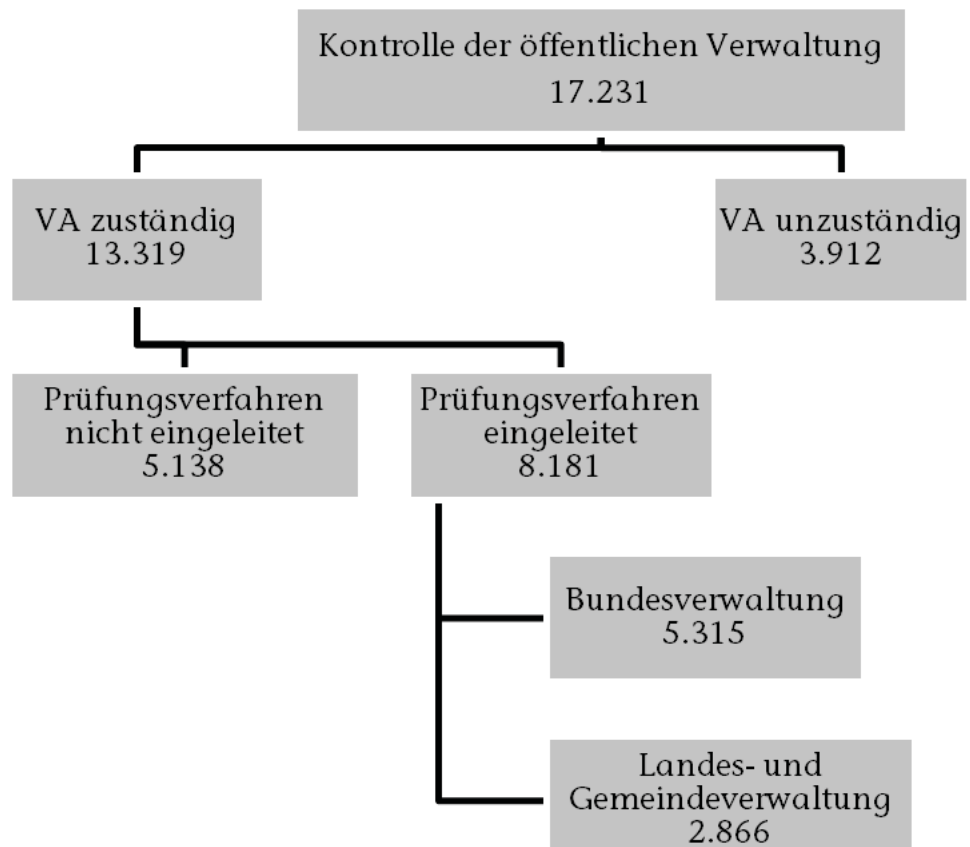 Kontrolle der öffentlichen Verwaltung
17.231
VA zuständig
13.319
VA unzuständig
3.912
Prüfungsverfahren
nicht eingeleitet
5.138
Prüfungsverfahren
eingeleitet
8.181
Bundesverwaltung
5.315
Landes- und
Gemeindeverwaltung
2.866